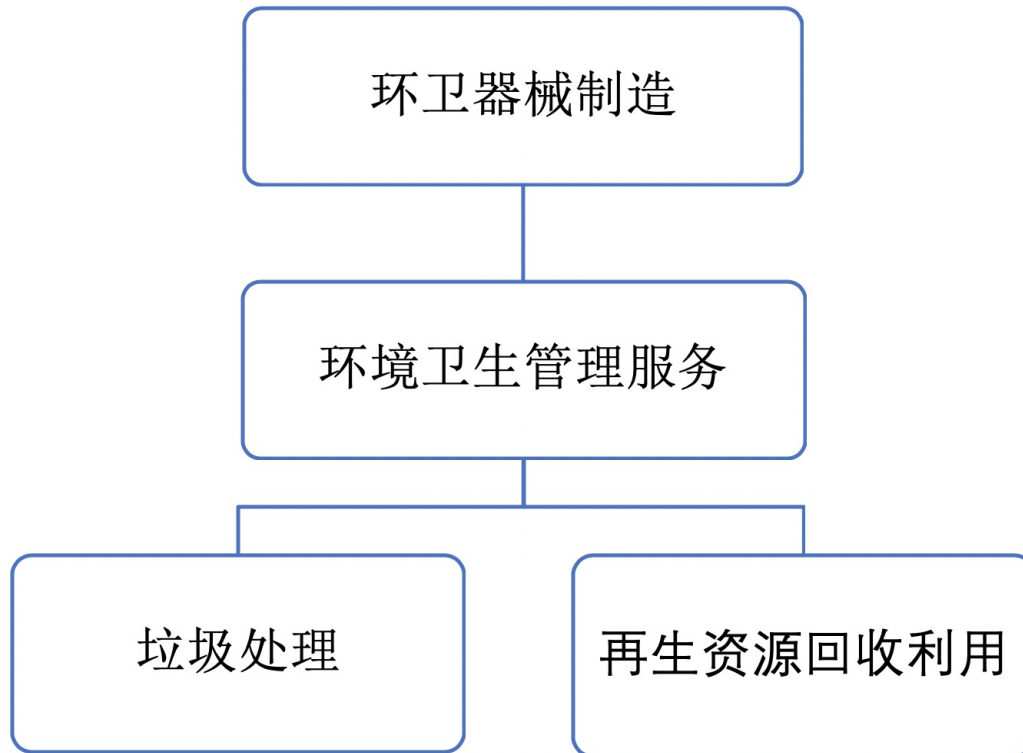 环卫器械制造
环境卫生管理服务
垃圾处理
再生资源回收利用